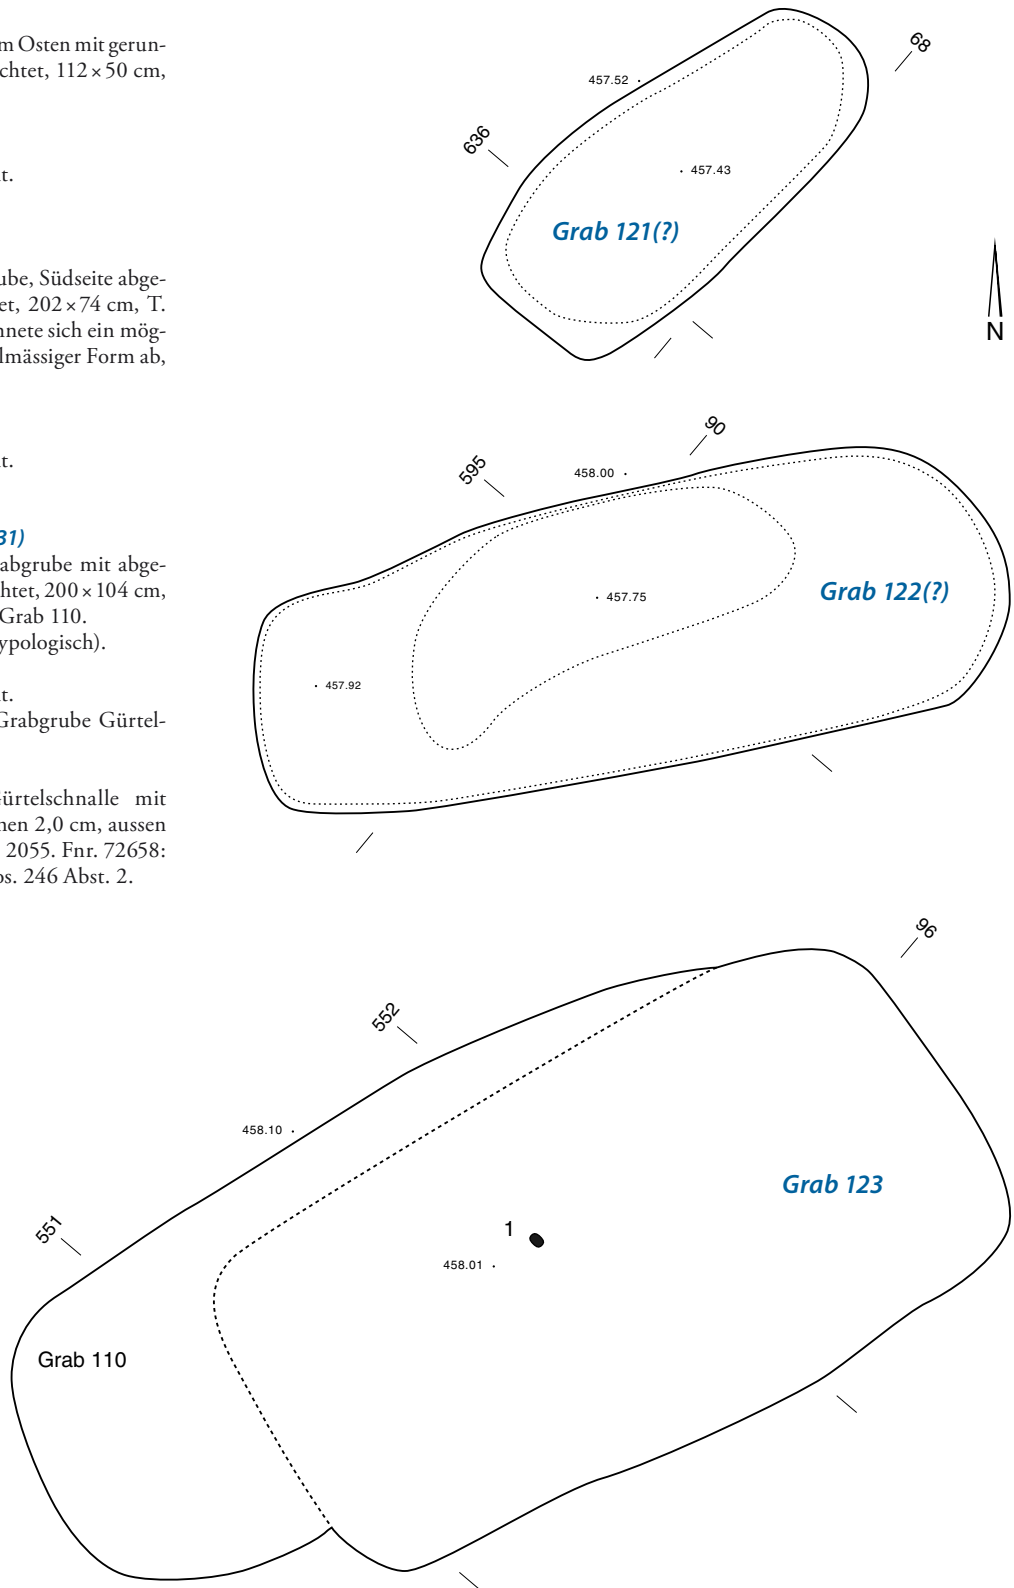 m Osten mit gerun-
chtet, 112 × 50 cm,
t.
ube, Südseite abge-
et, 202 × 74 cm, T.
nnete sich ein mög-
lmässiger Form ab,
t.
31)
abgrube mit abge-
htet, 200 × 104 cm,
Grab 110.
ypologisch).
t.
Grabgrube Gürtel-
ürtelschnalle mit
nen 2,0 cm, aussen
2055. Fnr. 72658:
os. 246 Abst. 2.
68
457.52
636
457.43
Grab 121(?)
N
90
595
458.00
Grab 122(?)
457.75
457.92
96
552
458.10
Grab 123
1
551
458.01
Grab 110